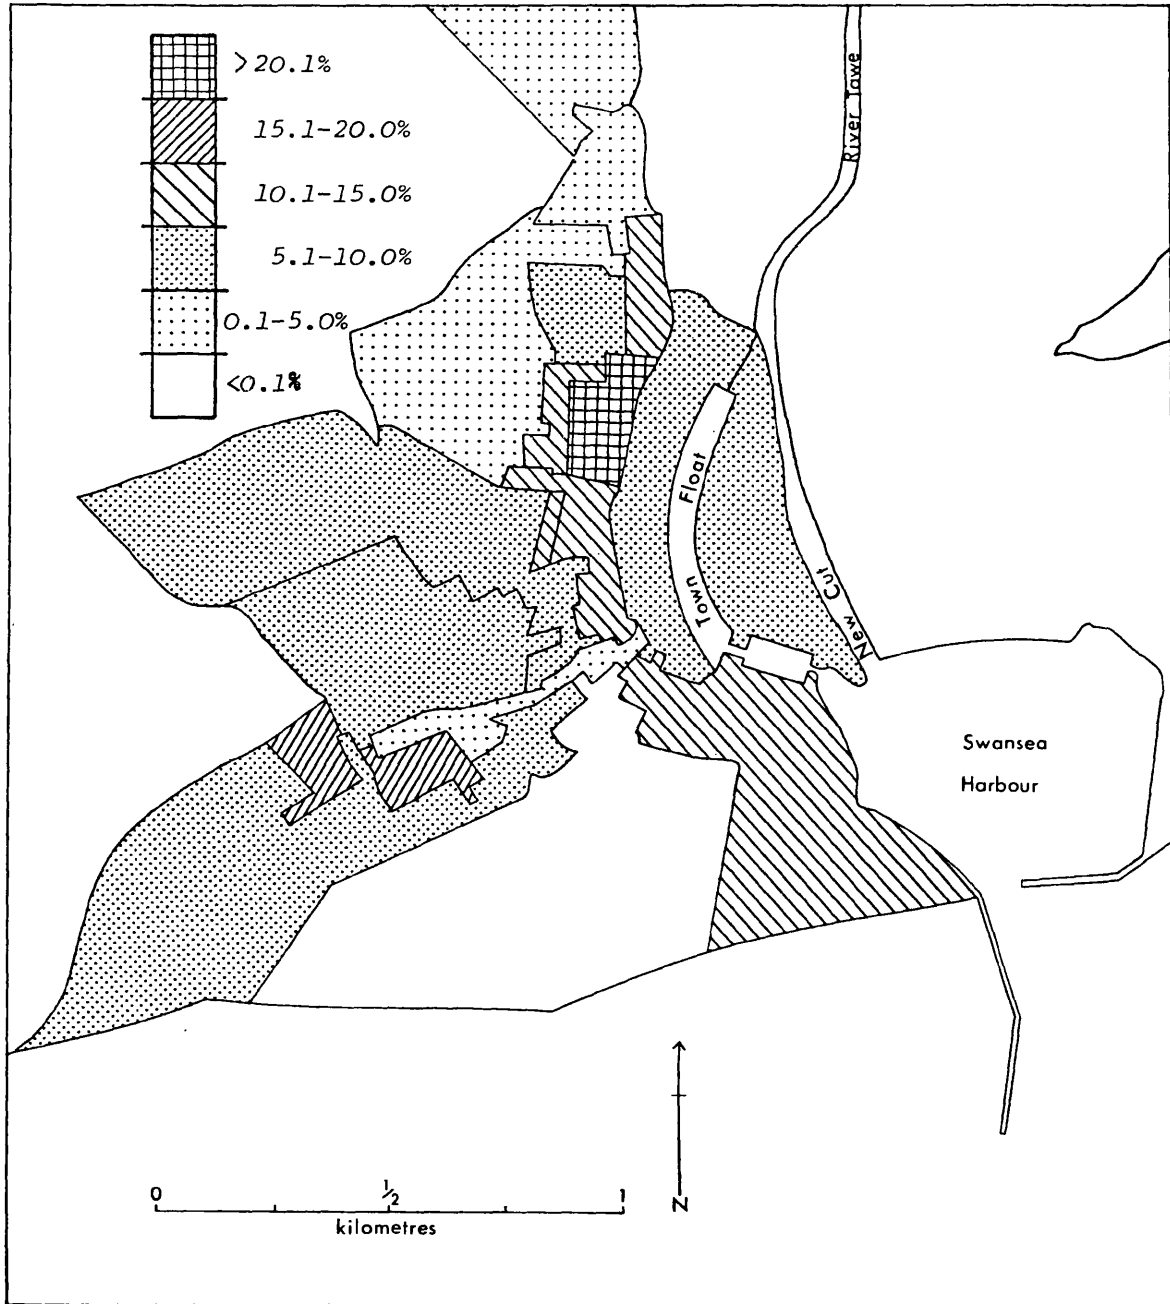 >20.1%
15.1-20.0%
10.1-15.0%
5.1-10.0%
0.1-5.0%
<0.1%
River Tawe
Town Float
New Cut
Swansea
Harbour
N
0 ½ 1
kilometres